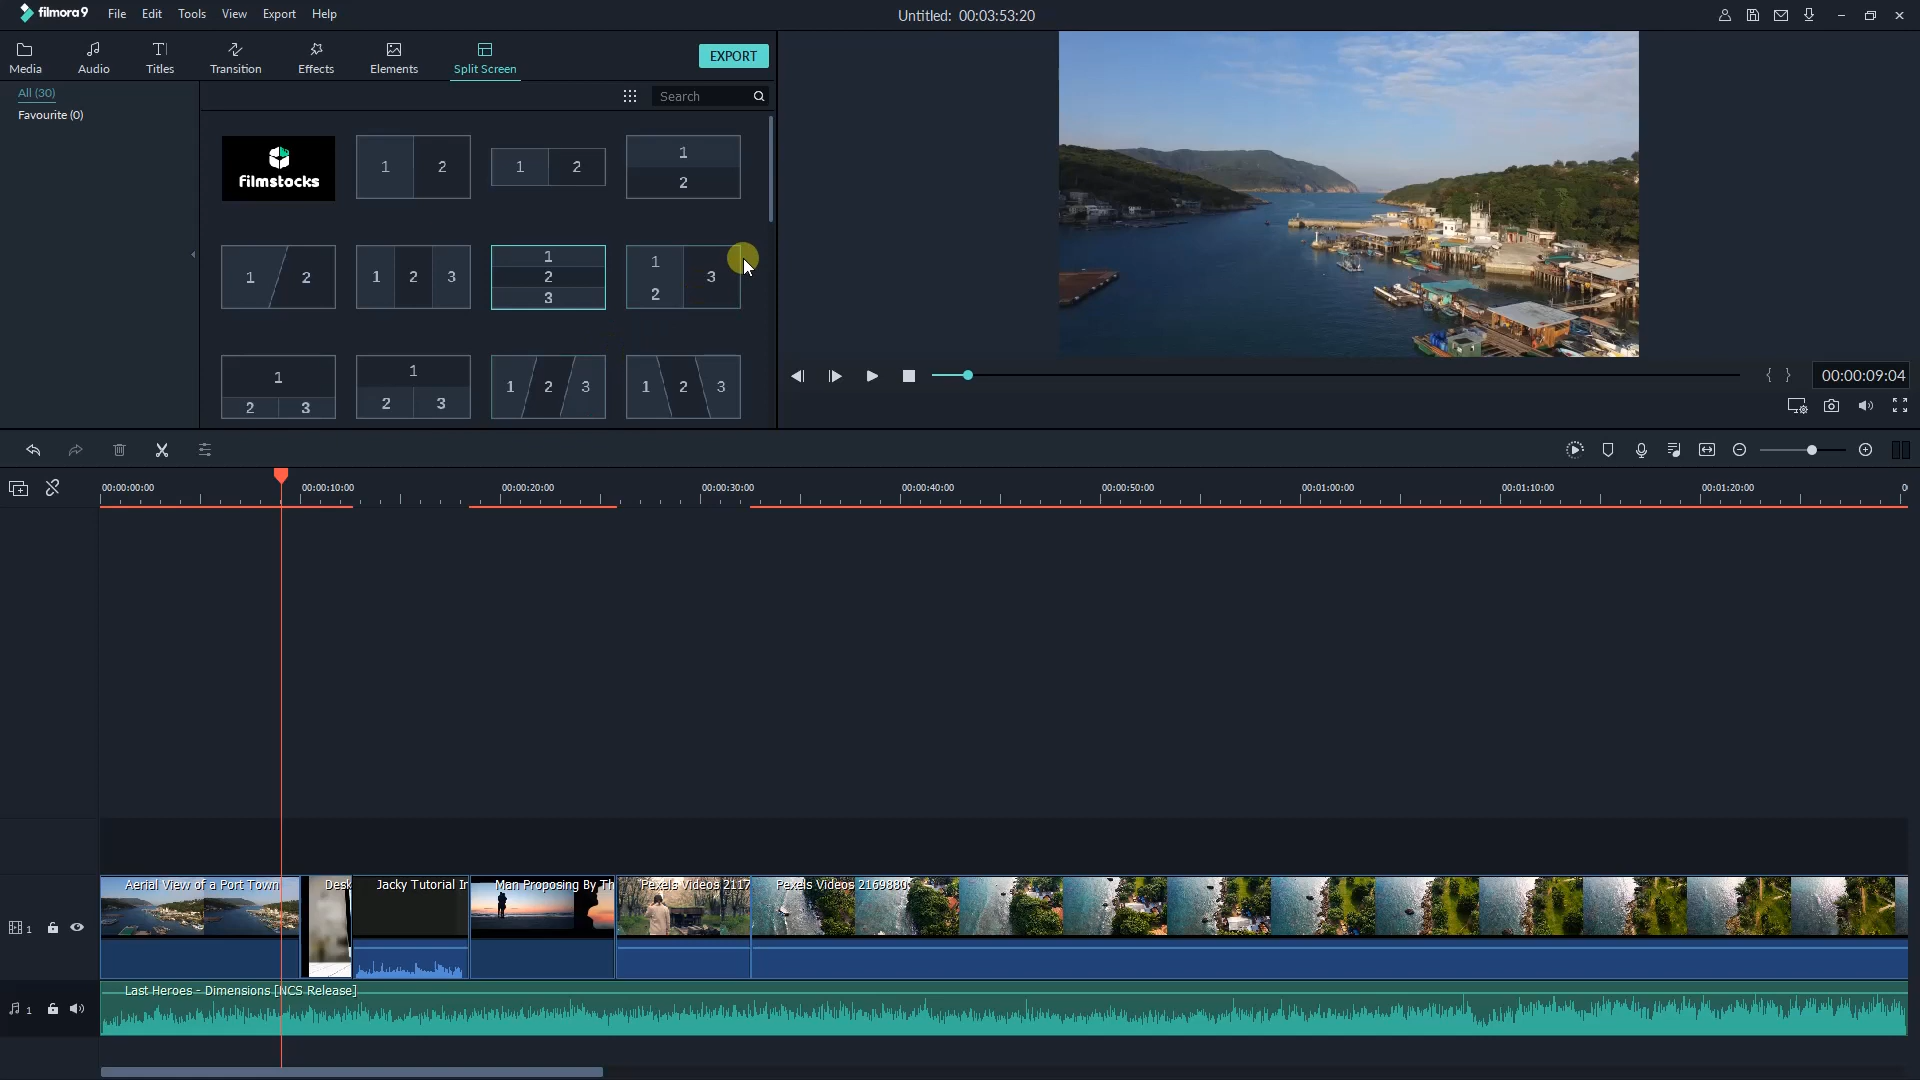 filmora9 File Edit Tools View Export Help
Untitled: 00:03:53:20
Media Audio Titles Transition Effects Elements Split Screen
EXPORT
All (30)
Favourite (0)
Search
filmstocks
1 2
1 2
1
2
1 2
1 2 3
1
2
3
1
2
3
1
2 3
1
2 3
1 2 3
1 2 3
{ }
00:00:09:04
00:00:00:00 00:00:10:00 00:00:20:00 00:00:30:00 00:00:40:00 00:00:50:00 00:01:00:00 00:01:10:00 00:01:20:00 0
Aerial View of a Port Town
Desk
Jacky Tutorial Ir
Man Proposing By Th
Pexels Videos 2117
Pexels Videos 2169880
1
Last Heroes - Dimensions [NCS Release]
1